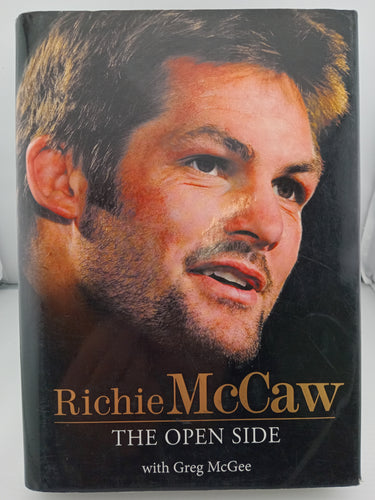 Richie McCaw
THE OPEN SIDE
with Greg McGee